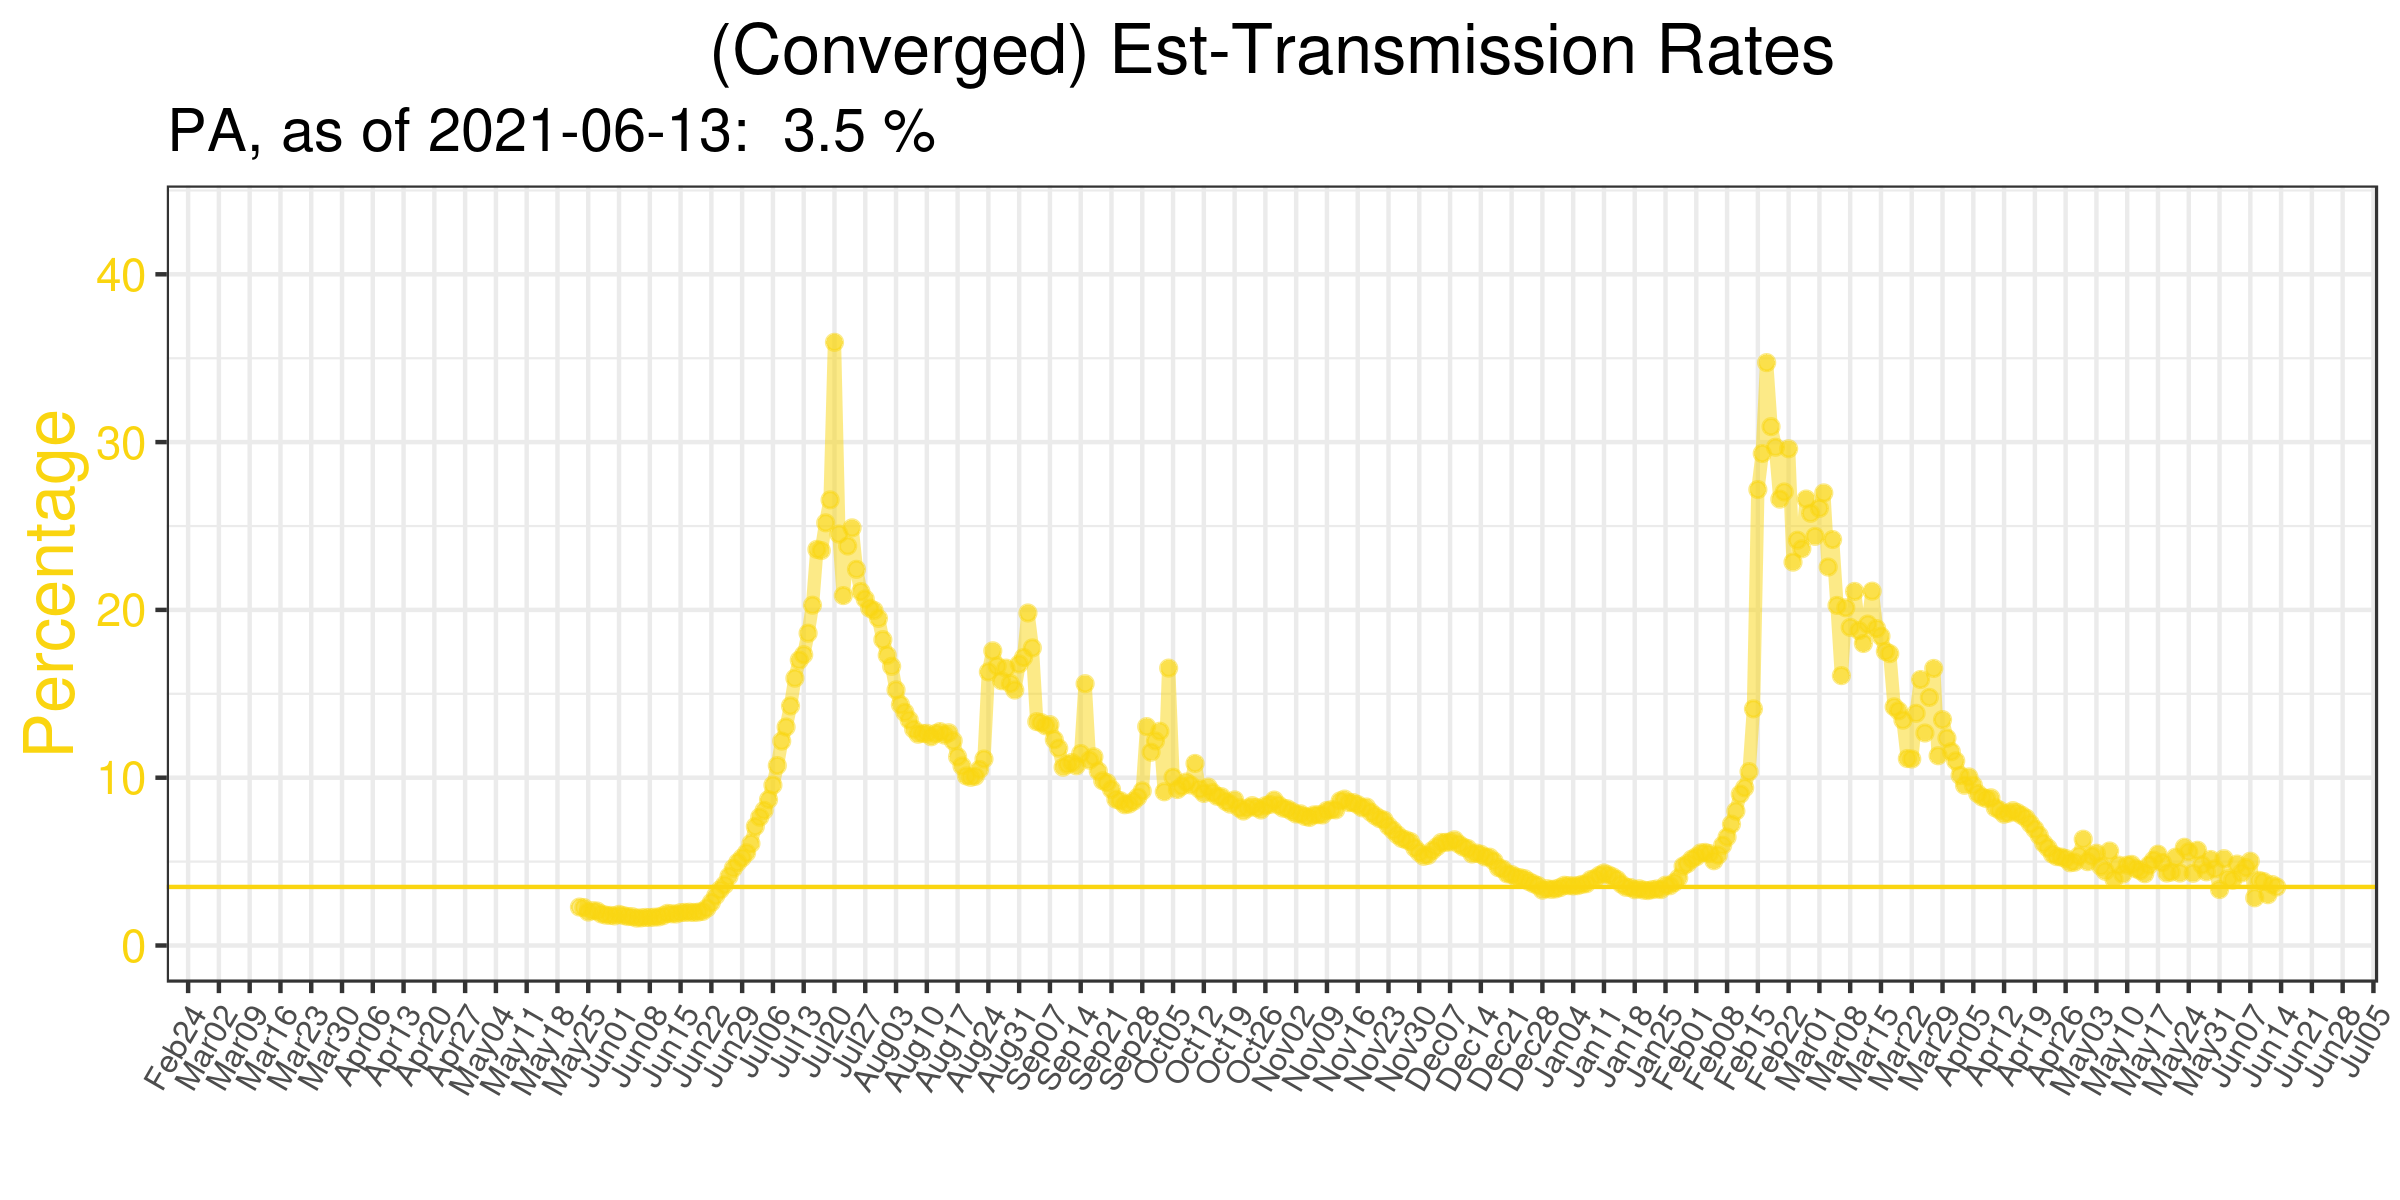 (Converged) Est-Transmission Rates
PA, as of 2021-06-13:  3.5 %
Percentage
40
30
20
10
0
Feb24
Mar02
Mar09
Mar16
Mar23
Mar30
Apr06
Apr13
Apr20
Apr27
May04
May11
May18
May25
Jun01
Jun08
Jun15
Jun22
Jun29
Jul06
Jul13
Jul20
Jul27
Aug03
Aug10
Aug17
Aug24
Aug31
Sep07
Sep14
Sep21
Sep28
Oct05
Oct12
Oct19
Oct26
Nov02
Nov09
Nov16
Nov23
Nov30
Dec07
Dec14
Dec21
Dec28
Jan04
Jan11
Jan18
Jan25
Feb01
Feb08
Feb15
Feb22
Mar01
Mar08
Mar15
Mar22
Mar29
Apr05
Apr12
Apr19
Apr26
May03
May10
May17
May24
May31
Jun07
Jun14
Jun21
Jun28
Jul05